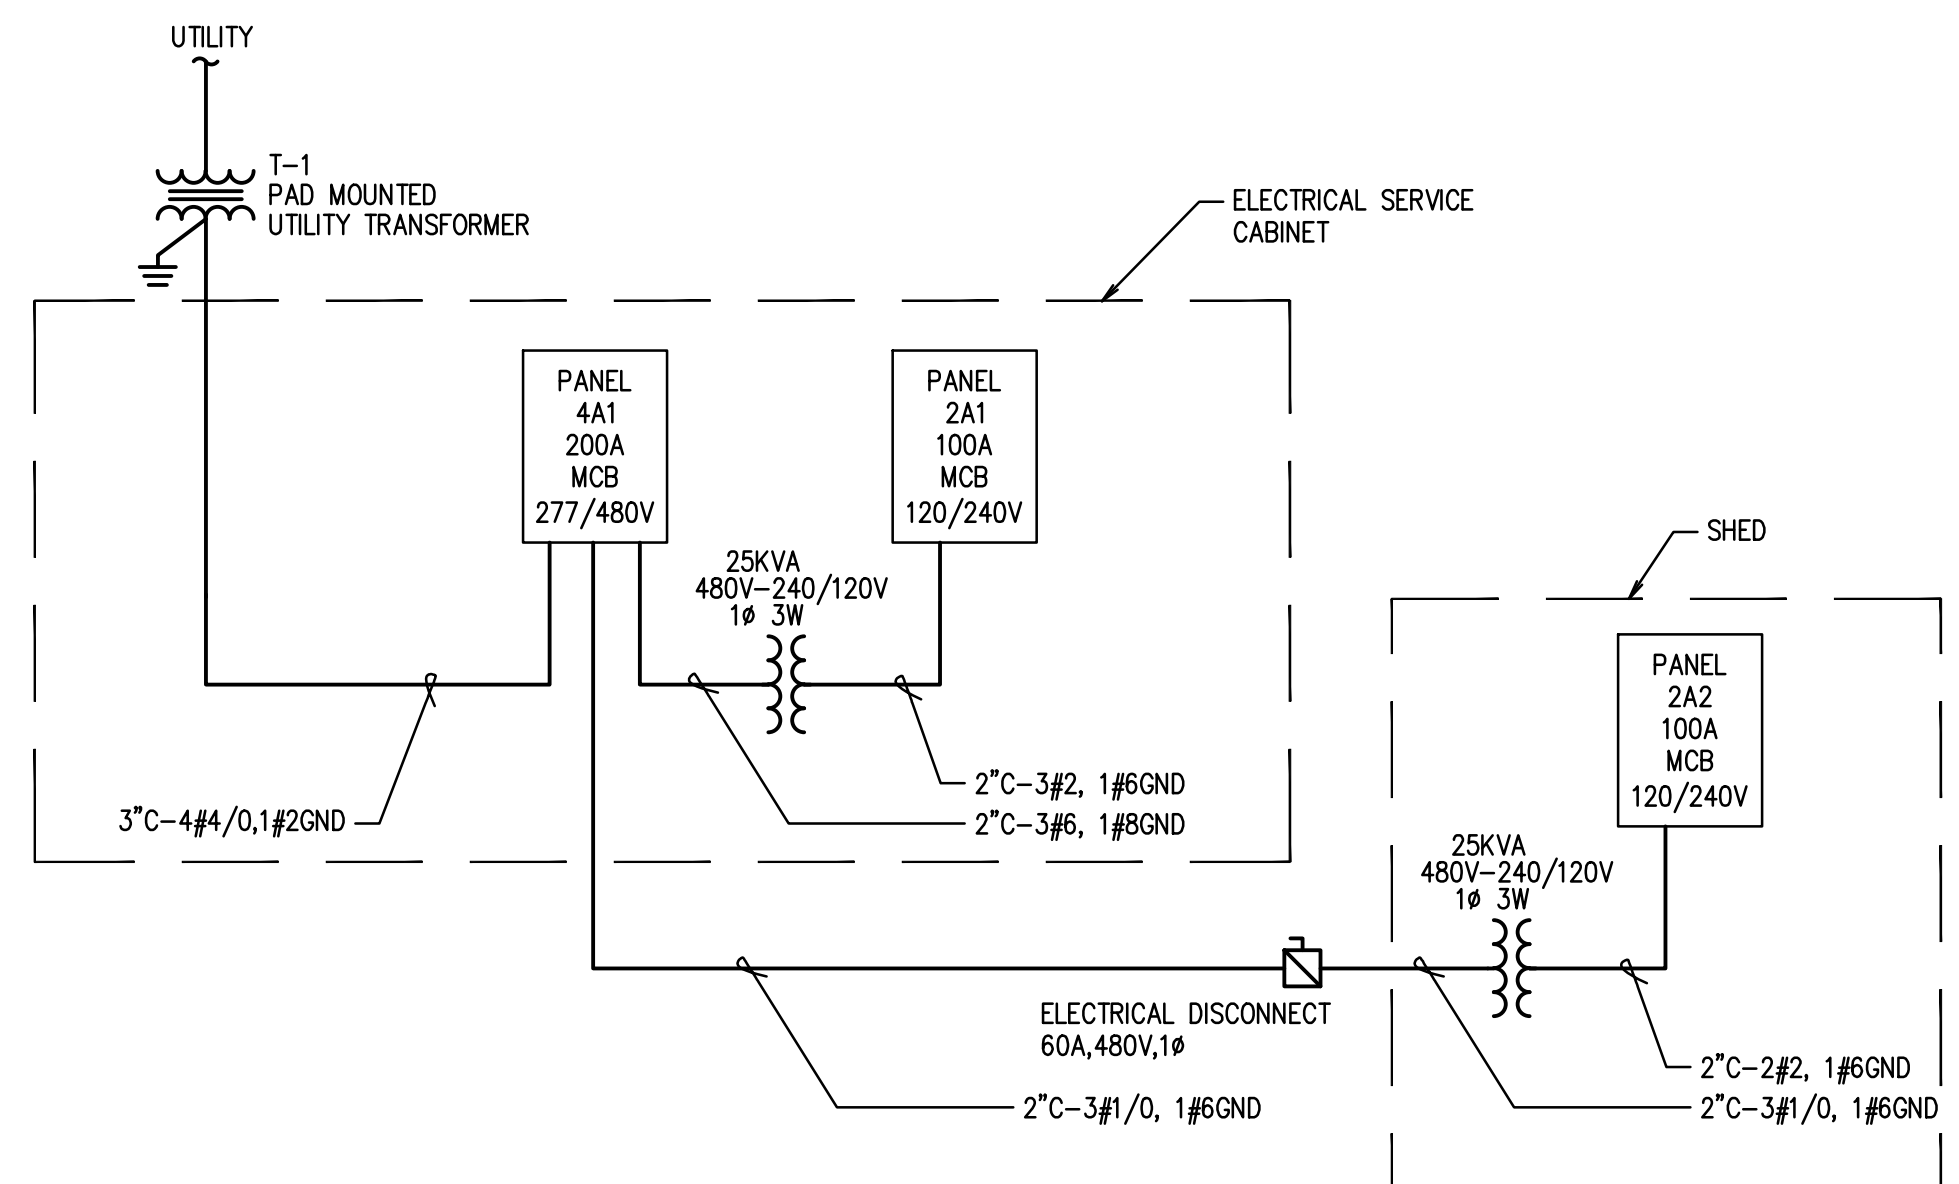 UTILITY
T-1
PAD MOUNTED
UTILITY TRANSFORMER
ELECTRICAL SERVICE
CABINET
PANEL
4A1
200A
MCB
277/480V
PANEL
2A1
100A
MCB
120/240V
25KVA
480V-240/120V
1ø 3W
2"C-3#2, 1#6GND
2"C-3#6, 1#8GND
3"C-4#4/0,1#2GND
SHED
PANEL
2A2
100A
MCB
120/240V
25KVA
480V-240/120V
1ø 3W
ELECTRICAL DISCONNECT
60A,480V,1ø
2"C-3#1/0, 1#6GND
2"C-2#2, 1#6GND
2"C-3#1/0, 1#6GND